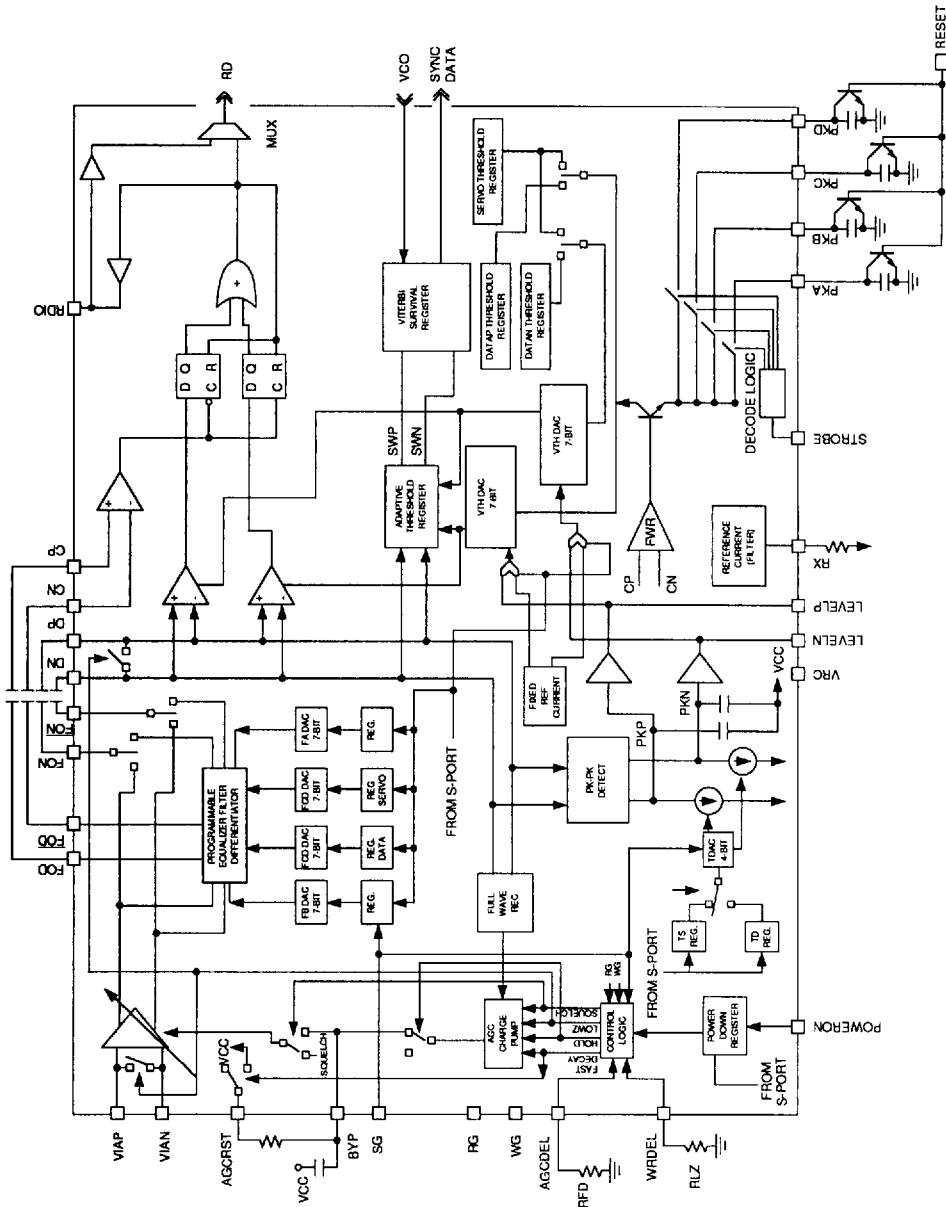 RD
VCO
SYNC
DATA
MUX
RDIO
D Q
C R
D Q
C R
+
SERVO THRESHOLD
REGISTER
VITERBI
SURVIVAL
REGISTER
DATAP THRESHOLD
REGISTER
DATAN THRESHOLD
REGISTER
CP
CN
DP
DN
FON
FON
FOD
FOD
SWP
SWN
ADAPTIVE
THRESHOLD
REGISTER
VTH DAC
7-BIT
VTH DAC
7-BIT
RESET
PKD
PKC
PKB
PKA
DECODE LOGIC
STROBE
FWR
CP
CN
REFERENCE
CURRENT
(FILTER)
RX
LEVELP
LEVELN
VRC
VCC
FIXED
REF
CURRENT
PKP
PKN
PROGRAMMABLE
EQUALIZER FILTER
DIFFERENTIATOR
FA DAC
7-BIT
FCD DAC
7-BIT
FCD DAC
7-BIT
FB DAC
7-BIT
REG.
REG
SERVO
REG.
DATA
REG.
FROM S-PORT
PK-PK
DETECT
FULL
WAVE
REC
TDAC
4-BIT
TS
REG.
TD
REG.
FROM S-PORT
VIAP
VIAN
VCC
SQUELCH
AGC
CHARGE
PUMP
SQUELCH
LOWZ
HOLD
FAST
DECAY
RG
WG
CONTROL
LOGIC
POWER
DOWN
REGISTER
POWERON
FROM
S-PORT
AGCRST
VCC
BYP
SG
RG
WG
AGCDEL
RFD
WRDEL
RLZ